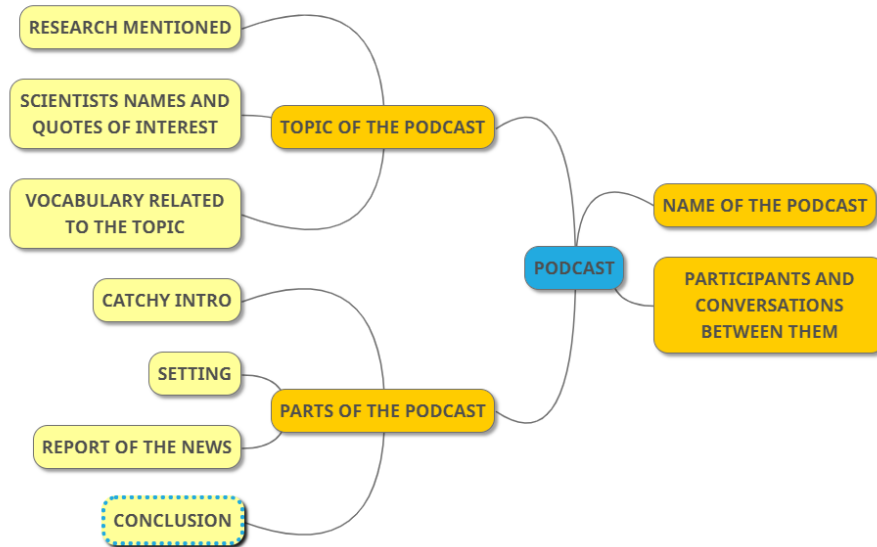 RESEARCH MENTIONED
SCIENTISTS NAMES AND
QUOTES OF INTEREST
VOCABULARY RELATED
TO THE TOPIC
TOPIC OF THE PODCAST
CATCHY INTRO
SETTING
REPORT OF THE NEWS
CONCLUSION
PARTS OF THE PODCAST
PODCAST
NAME OF THE PODCAST
PARTICIPANTS AND
CONVERSATIONS
BETWEEN THEM